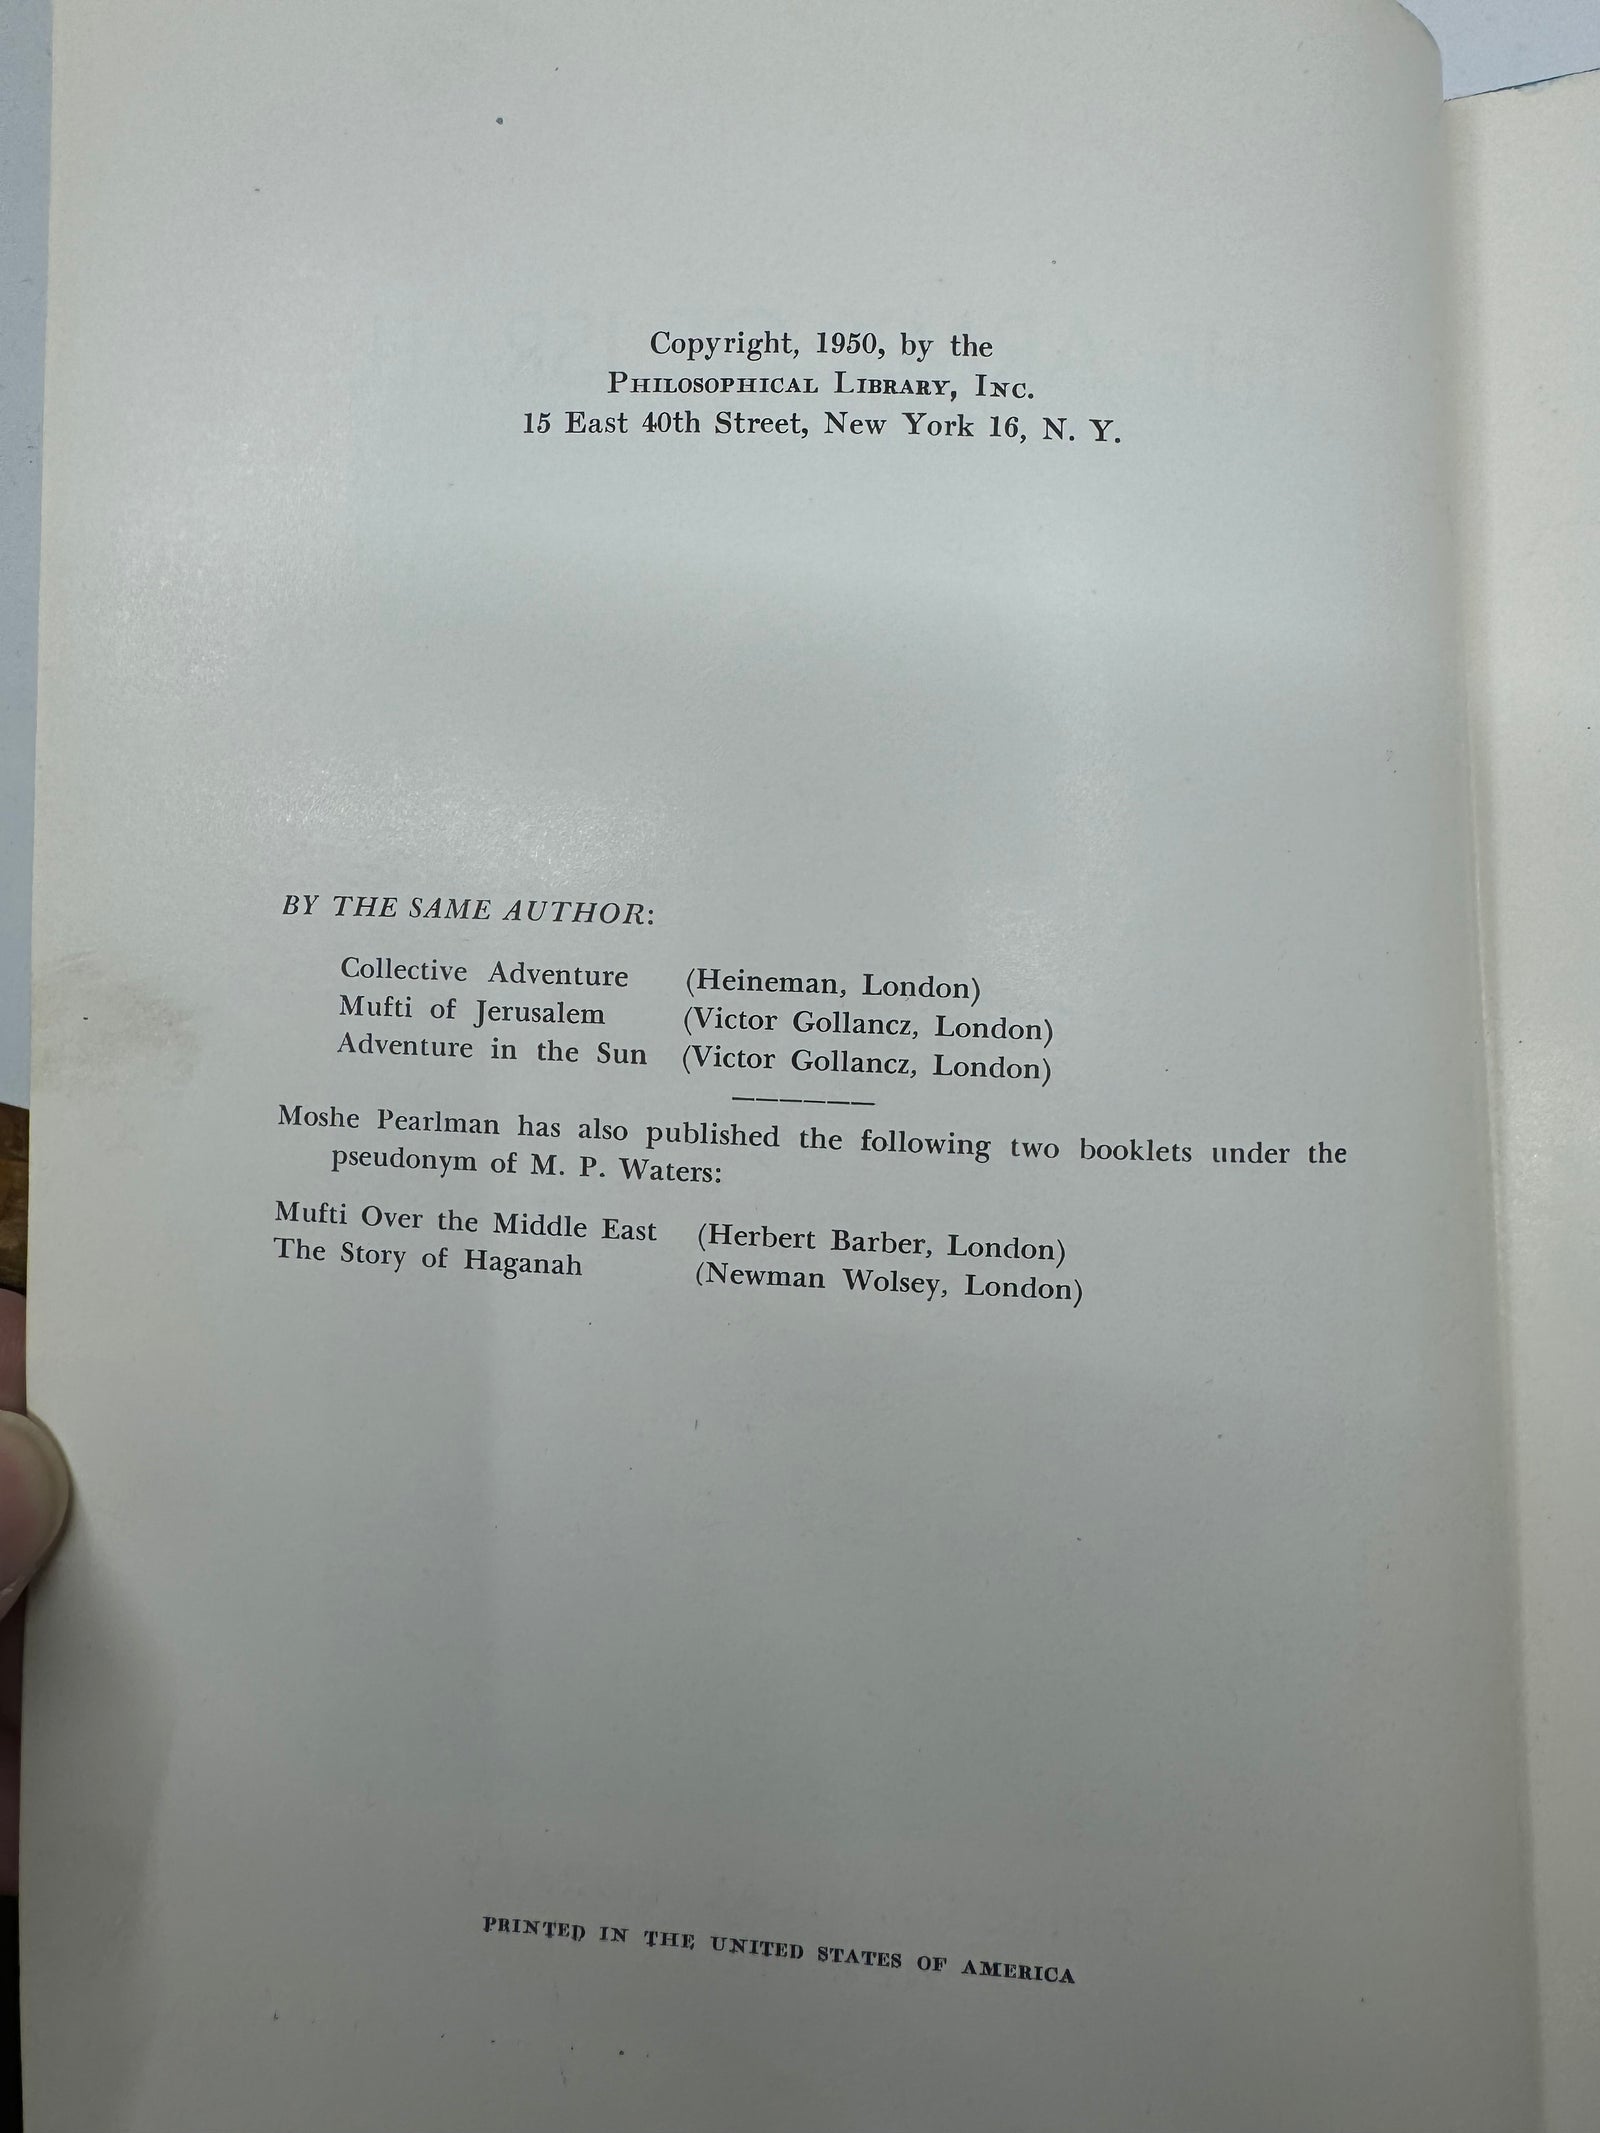 Copyright, 1950, by the
PHILOSOPHICAL LIBRARY, INC.
15 East 40th Street, New York 16, N. Y.
BY THE SAME AUTHOR:
Collective Adventure (Heineman, London)
Mufti of Jerusalem (Victor Gollancz, London)
Adventure in the Sun (Victor Gollancz, London)
Moshe Pearlman has also published the following two booklets under the
pseudonym of M. P. Waters:
Mufti Over the Middle East (Herbert Barber, London)
The Story of Haganah (Newman Wolsey, London)
PRINTED IN THE UNITED STATES OF AMERICA